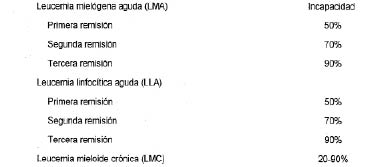 Leucemia mielógena aguda (LMA) Incapacidad
Primera remisión 50%
Segunda remisión 70%
Tercera remisión 90%
Leucemia linfocítica aguda (LLA)
Primera remisión 50%
Segunda remisión 70%
Tercera remisión 90%
Leucemia mieloide crónica (LMC) 20-90%